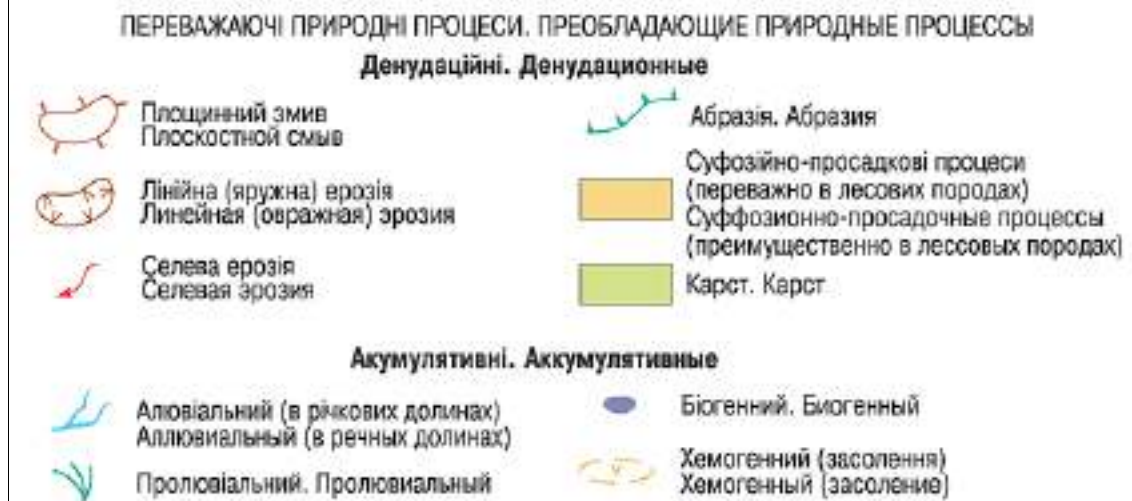 ПЕРЕВАЖАЮЧІ ПРИРОДНІ ПРОЦЕСИ. ПРЕОБЛАДАЮЩИЕ ПРИРОДНЫЕ ПРОЦЕССЫ
Денудаційні. Денудационные
Площинний змив
Плоскостной смыв
Лінійна (яружна) ерозія
Линейная (овражная) эрозия
Селева ерозія
Селевая эрозия
Абразія. Абразия
Суфозійно-просадкові процеси
(переважно в лесових породах)
Суффозионно-просадочные процессы
(преимущественно в лессовых породах)
Карст. Карст
Акумулятивні. Аккумулятивные
Алювіальний (в річкових долинах)
Аллювиальный (в речных долинах)
Пролювіальний. Пролювиальный
Біогенний. Биогенный
Хемогенний (засолення)
Хемогенный (засоление)